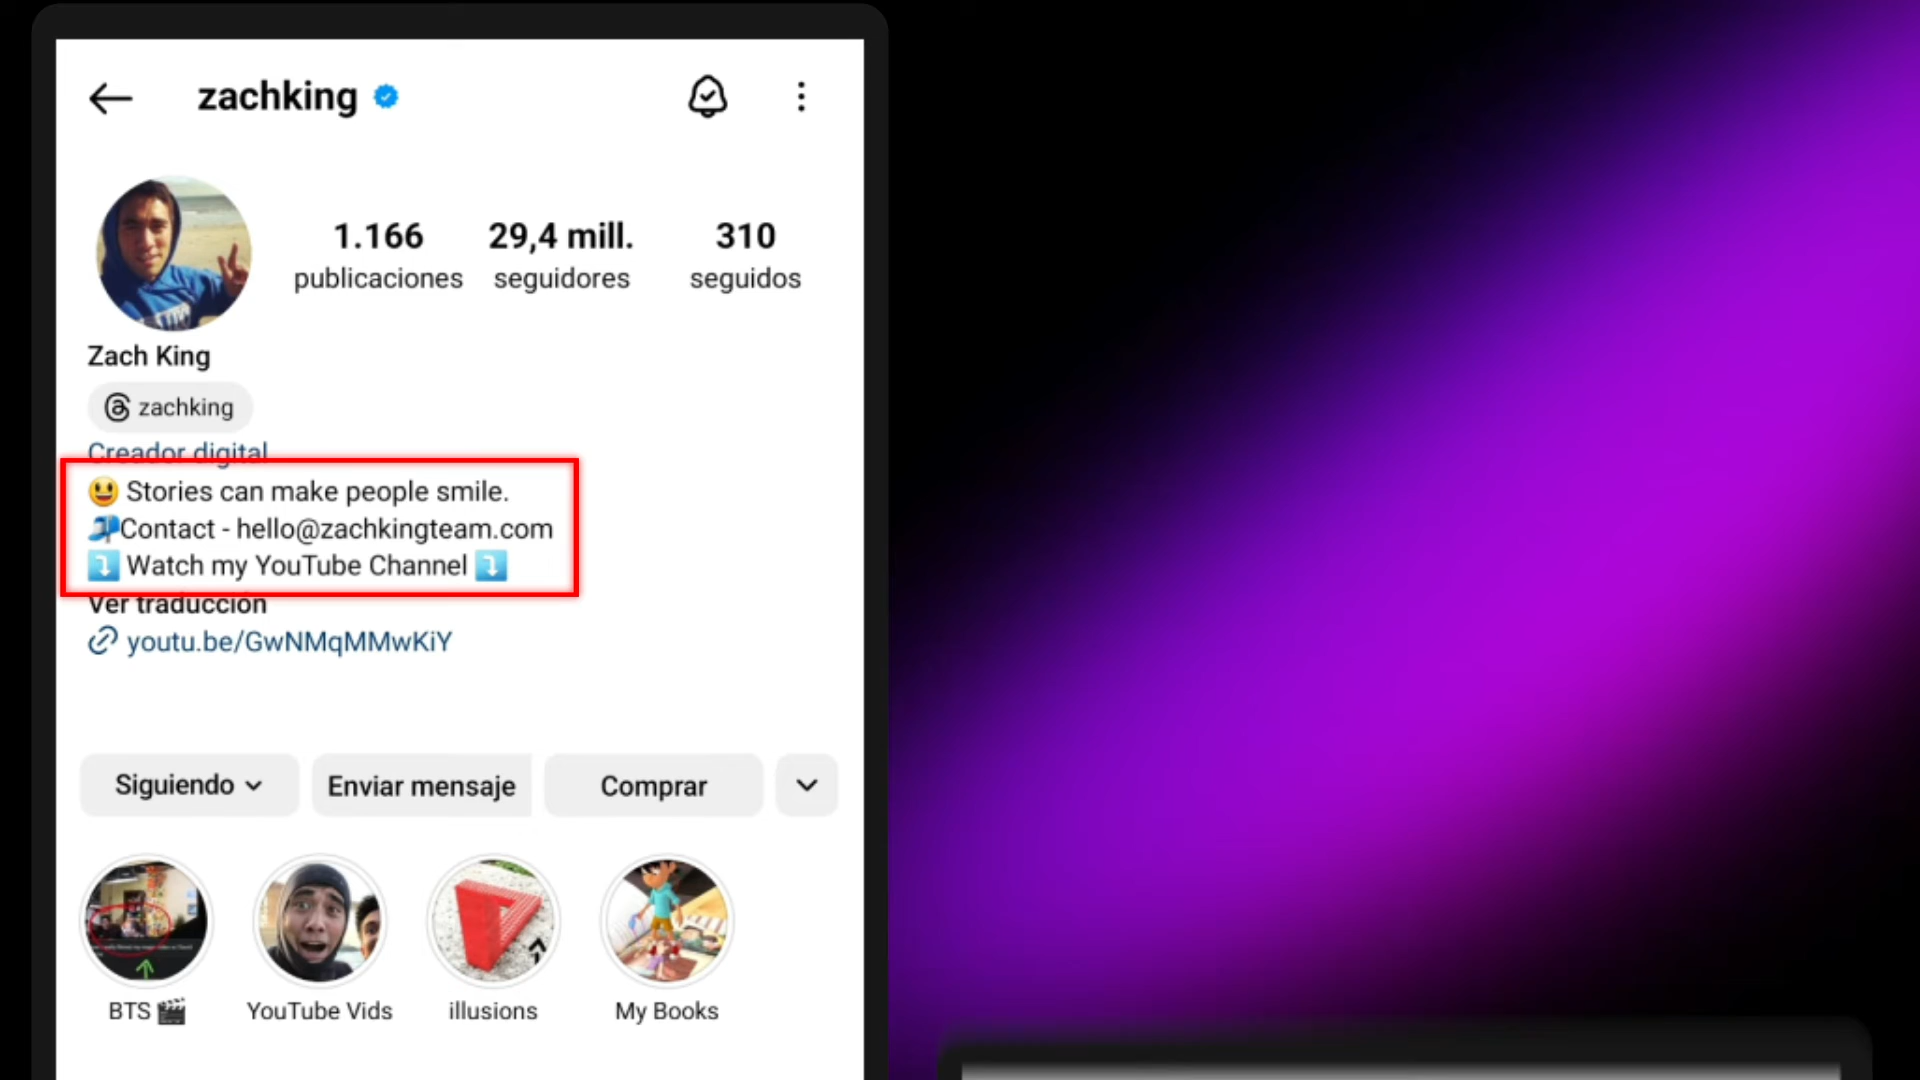 zachking
1.166 29,4 mill. 310
publicaciones seguidores seguidos
Zach King
zachking
Creador digital
😃 Stories can make people smile.
📬Contact - hello@zachkingteam.com
⤵️ Watch my YouTube Channel ⤵️
Ver traducción
youtu.be/GwNMqMMwKiY
Siguiendo Enviar mensaje Comprar
BTS 🎬 YouTube Vids illusions My Books